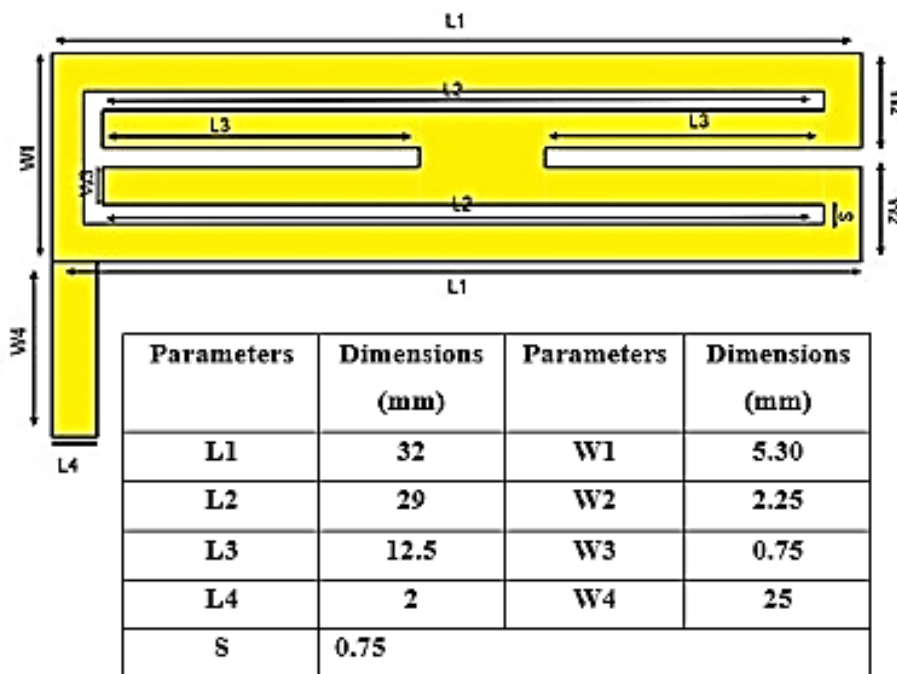 L1
L2
L3
L3
W1
W3
L2
S
L1
W4
L4
Parameters Dimensions (mm) Parameters Dimensions (mm)
L1 32 W1 5.30
L2 29 W2 2.25
L3 12.5 W3 0.75
L4 2 W4 25
S 0.75